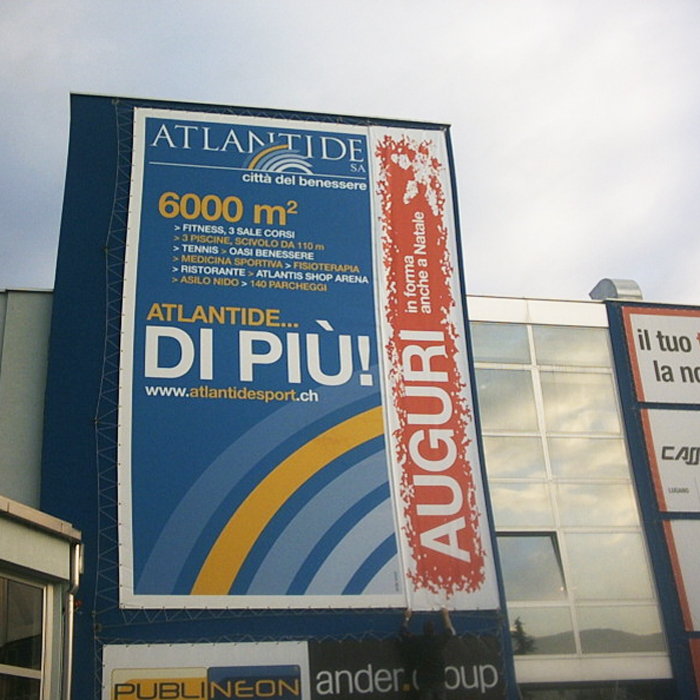 ATLANTIDE
SA
città del benessere
6000 m²
> FITNESS, 3 SALE CORSI
> 3 PISCINE, SCIVOLO DA 110 m
> TENNIS > OASI BENESSERE
> MEDICINA SPORTIVA > FISIOTERAPIA
> RISTORANTE > ATLANTIS SHOP ARENA
> ASILO NIDO > 140 PARCHEGGI
ATLANTIDE...
DI PIÙ!
www.atlantidesport.ch
AUGURI
in forma
anche a Natale
PUBLINEON
ander.group
il tuo
la
LUGANO